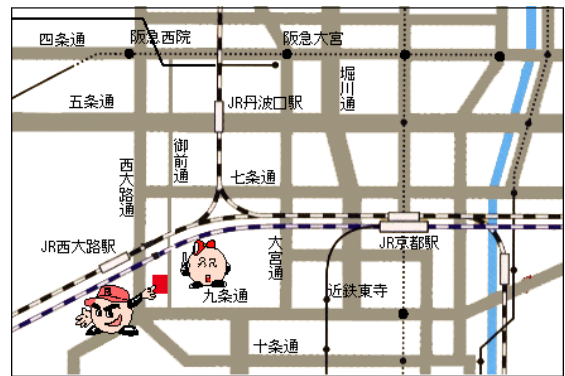 四条通
阪急西院
阪急大宮
五条通
JR丹波口駅
堀川通
御前通
西大路通
七条通
JR西大路駅
大宮通
JR京都駅
九条通
近鉄東寺
十条通